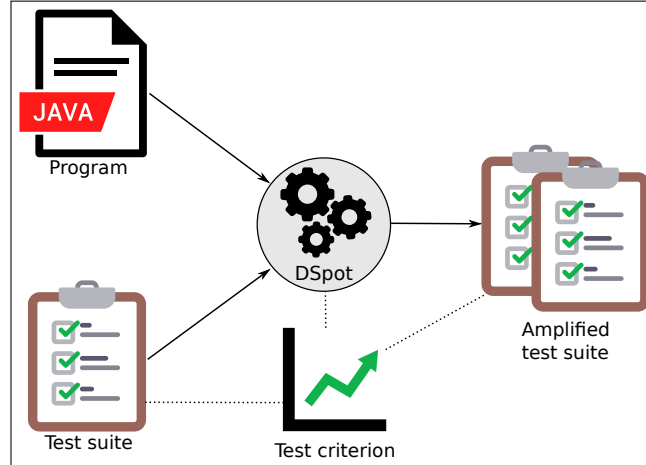 JAVA
Program
DSpot
Test suite
Test criterion
Amplified
test suite